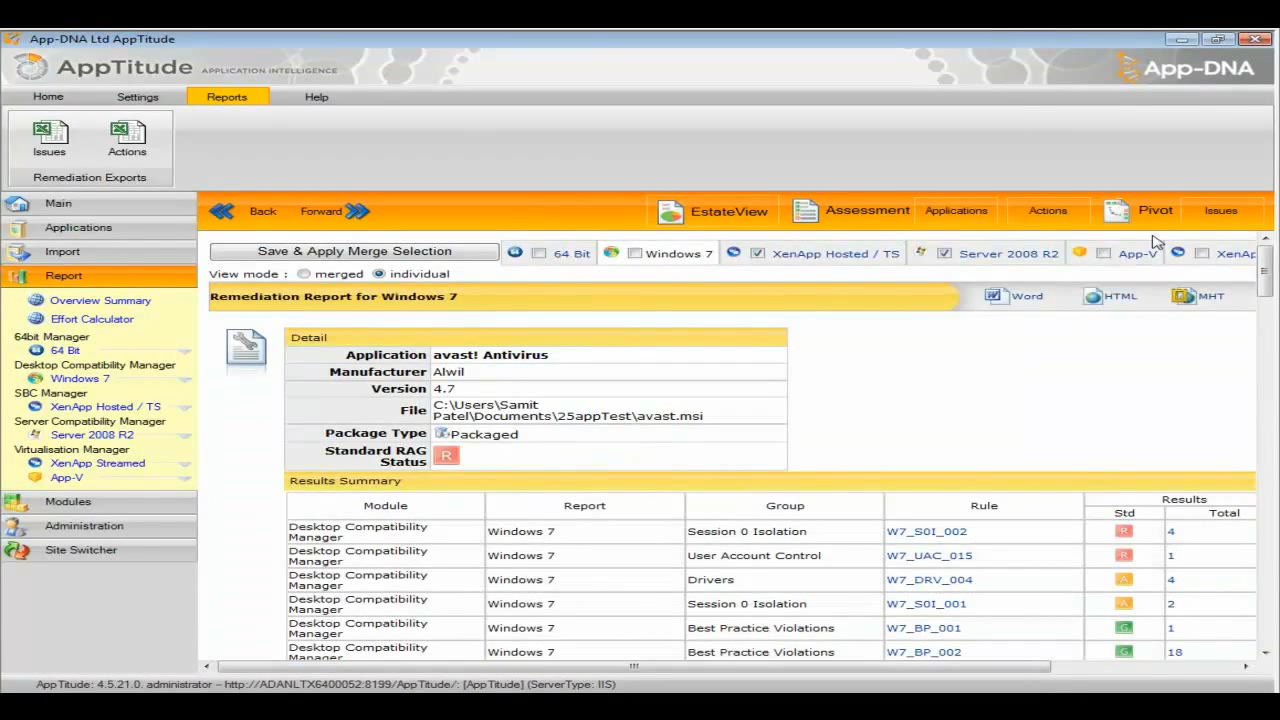 App-DNA Ltd AppTitude
AppTitude APPLICATION INTELLIGENCE
App-DNA
Home Settings Reports Help
Issues Actions
Remediation Exports
Main
Applications
Import
Report
Overview Summary
Effort Calculator
64bit Manager
64 Bit
Desktop Compatibility Manager
Windows 7
SBC Manager
XenApp Hosted / TS
Server Compatibility Manager
Server 2008 R2
Virtualisation Manager
XenApp Streamed
App-V
Modules
Administration
Site Switcher
Back Forward EstateView Assessment Applications Actions Pivot Issues
Save & Apply Merge Selection 64 Bit Windows 7 XenApp Hosted / TS Server 2008 R2 App-V XenAp
View mode : merged individual
Remediation Report for Windows 7 Word HTML MHT
Detail
Application avast! Antivirus
Manufacturer Alwil
Version 4.7
File C:\Users\Samit
Patel\Documents\25appTest\avast.msi
Package Type Packaged
Standard RAG
Status R
Results Summary
Module Report Group Rule Results
Std Total
Desktop Compatibility
Manager Windows 7 Session 0 Isolation W7_S0I_002 R 4
Desktop Compatibility
Manager Windows 7 User Account Control W7_UAC_015 R 1
Desktop Compatibility
Manager Windows 7 Drivers W7_DRV_004 A 4
Desktop Compatibility
Manager Windows 7 Session 0 Isolation W7_S0I_001 A 2
Desktop Compatibility
Manager Windows 7 Best Practice Violations W7_BP_001 G 1
Desktop Compatibility
Manager Windows 7 Best Practice Violations W7_BP_002 G 18
AppTitude: 4.5.21.0. administrator – http://ADANLTX6400052:8199/AppTitude/: [AppTitude] (ServerType: IIS)